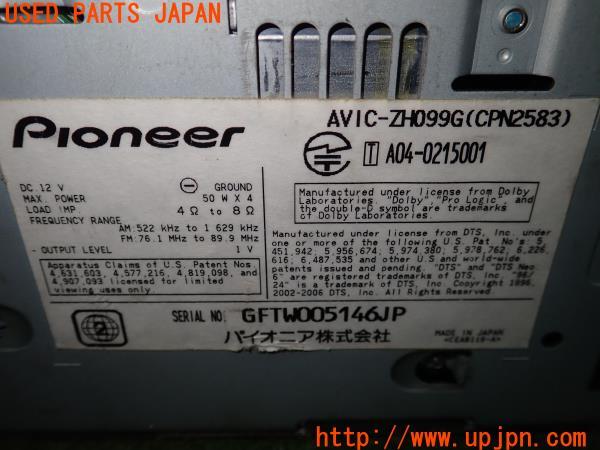 USED PARTS JAPAN
Pioneer
AVIC-ZH099G(CPN2583)
T A04-0215001
DC 12 V
GROUND
MAX. POWER 50 W X 4
LOAD IMP. 4 Ω to 8 Ω
FREQUENCY RANGE
AM:522 kHz to 1 629 kHz
FM:76.1 MHz to 89.9 MHz
OUTPUT LEVEL 1 V
Apparatus Claims of U.S. Patent Nos.
4,631,603, 4,577,216, 4,819,098, and
4,907,093 licensed for limited
viewing uses only
Manufactured under license from Dolby
Laboratories. "Dolby", "Pro Logic", and
the double-D symbol are trademarks
of Dolby Laboratories.
Manufactured under license from DTS, Inc. under
one or more of the following U.S. Pat. No's: 5,
451,942; 5,956,674; 5,974,380; 5,978,762; 6,226,
616; 6,487,535 and other U.S. and world-wide
patents issued and pending. "DTS" and "DTS Neo:
6" are registered trademarks of DTS, Inc. "96/
24" is a trademark of DTS, Inc. Copyright 1996,
2002-2006 DTS, Inc. All Rights Reserved.
2
SERIAL NO: GFTW005146JP
パイオニア株式会社
MADE IN JAPAN
http://www.upjpn.com/